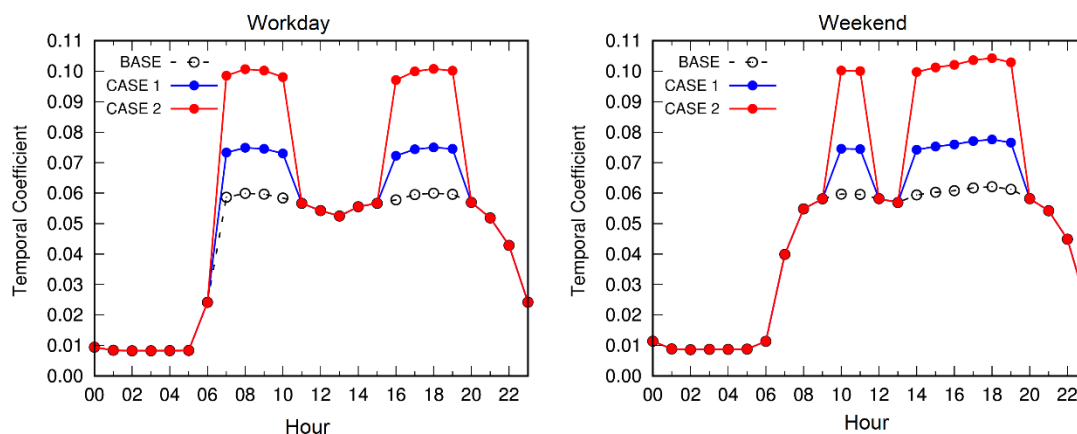 Workday
0.11
0.10
0.09
0.08
0.07
0.06
0.05
0.04
0.03
0.02
0.01
0.00
Temporal Coefficient
BASE
CASE 1
CASE 2
00 02 04 06 08 10 12 14 16 18 20 22
Hour
Weekend
0.11
0.10
0.09
0.08
0.07
0.06
0.05
0.04
0.03
0.02
0.01
0.00
Temporal Coefficient
BASE
CASE 1
CASE 2
00 02 04 06 08 10 12 14 16 18 20 22
Hour